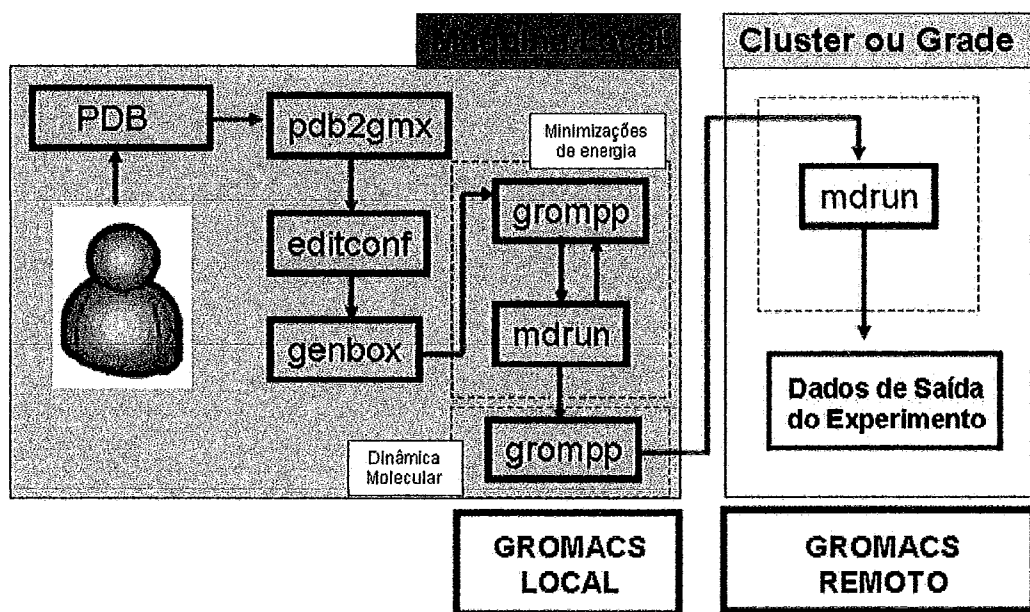 Cluster ou Grade
PDB
pdb2gmx
Minimizações
de energia
grompp
mdrun
editconf
mdrun
genbox
Dados de Saída
do Experimento
grompp
Dinâmica
Molecular
GROMACS
LOCAL
GROMACS
REMOTO